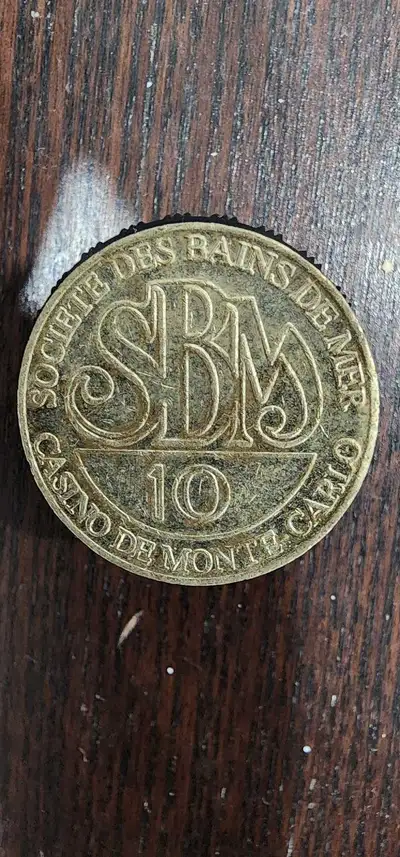 SOCIETE DES BAINS DE MER
SBM
10
CASINO DE MONTE-CARLO